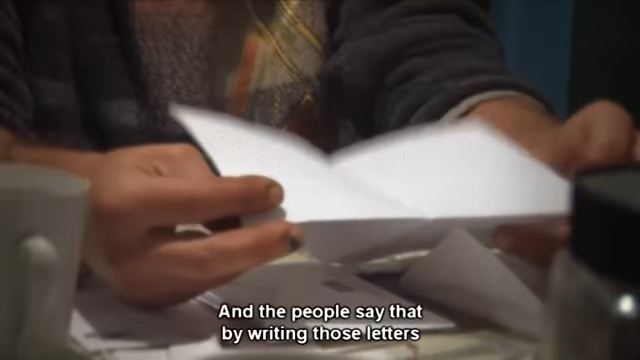 And the people say that
by writing those letters